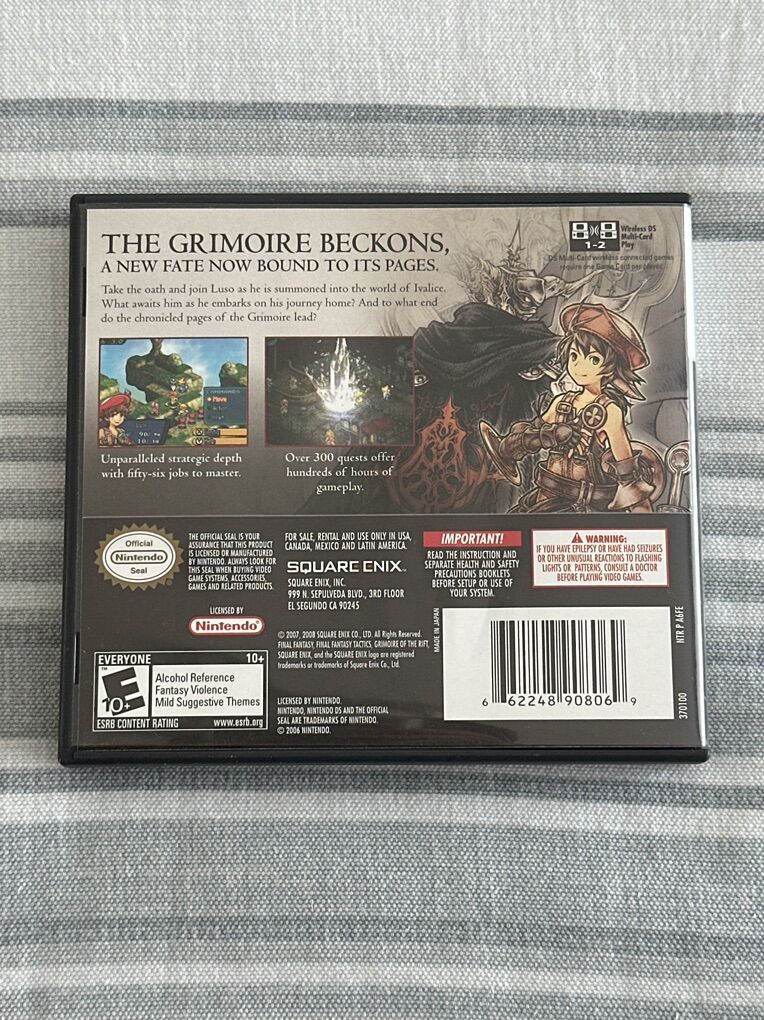 THE GRIMOIRE BECKONS,
A NEW FATE NOW BOUND TO ITS PAGES.
Take the oath and join Luso as he is summoned into the world of Ivalice.
What awaits him as he embarks on his journey home? And to what end
do the chronicled pages of the Grimoire lead?
1-2
Wireless DS
Multi-Card
Play
DS Multi-Card wireless connected games
require one Game Card per player.
Move
Unparalleled strategic depth
with fifty-six jobs to master.
Over 300 quests offer
hundreds of hours of
gameplay.
Official
Nintendo
Seal
THE OFFICIAL SEAL IS YOUR
ASSURANCE THAT THIS PRODUCT
IS LICENSED OR MANUFACTURED
BY NINTENDO. ALWAYS LOOK FOR
THIS SEAL WHEN BUYING VIDEO
GAME SYSTEMS, ACCESSORIES,
GAMES AND RELATED PRODUCTS.
LICENSED BY
Nintendo
FOR SALE, RENTAL AND USE ONLY IN USA,
CANADA, MEXICO AND LATIN AMERICA.
SQUARE ENIX.
SQUARE ENIX, INC.
999 N. SEPULVEDA BLVD., 3RD FLOOR
EL SEGUNDO CA 90245
IMPORTANT!
READ THE INSTRUCTION AND
SEPARATE HEALTH AND SAFETY
PRECAUTIONS BOOKLETS
BEFORE SETUP OR USE OF
YOUR SYSTEM.
WARNING:
IF YOU HAVE EPILEPSY OR HAVE HAD SEIZURES
OR OTHER UNUSUAL REACTIONS TO FLASHING
LIGHTS OR PATTERNS, CONSULT A DOCTOR
BEFORE PLAYING VIDEO GAMES.
© 2007, 2008 SQUARE ENIX CO., LTD. All Rights Reserved.
FINAL FANTASY, FINAL FANTASY TACTICS, GRIMOIRE OF THE RIFT,
SQUARE ENIX, and the SQUARE ENIX logo are registered
trademarks or trademarks of Square Enix Co., Ltd.
LICENSED BY NINTENDO.
NINTENDO, NINTENDO DS AND THE OFFICIAL
SEAL ARE TRADEMARKS OF NINTENDO.
© 2006 NINTENDO.
EVERYONE 10+
E
10+
TM
Alcohol Reference
Fantasy Violence
Mild Suggestive Themes
ESRB CONTENT RATING www.esrb.org
MADE IN JAPAN
6 62248 90806 9
NTR P A6FE
370100